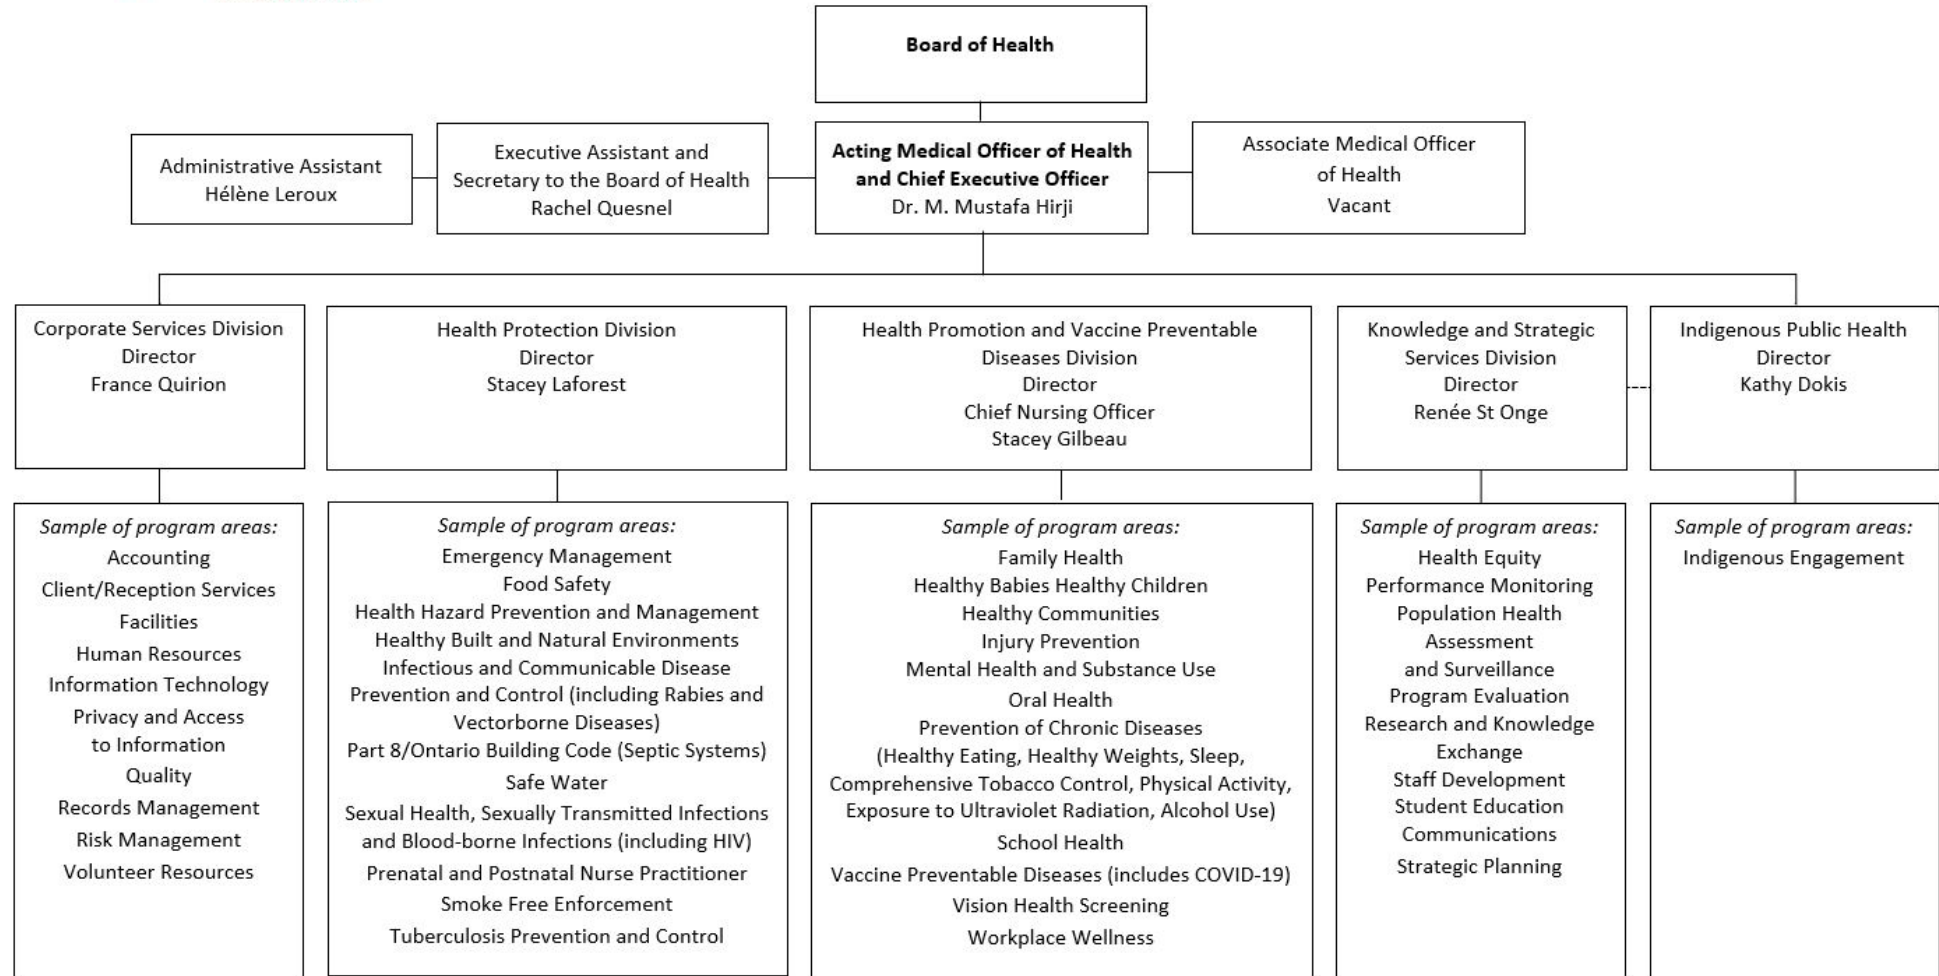 Board of Health
Administrative Assistant
Hélène Leroux
Executive Assistant and
Secretary to the Board of Health
Rachel Quesnel
Acting Medical Officer of Health
and Chief Executive Officer
Dr. M. Mustafa Hirji
Associate Medical Officer
of Health
Vacant
Corporate Services Division
Director
France Quirion
Health Protection Division
Director
Stacey Laforest
Health Promotion and Vaccine Preventable
Diseases Division
Director
Chief Nursing Officer
Stacey Gilbeau
Knowledge and Strategic
Services Division
Director
Renée St Onge
Indigenous Public Health
Director
Kathy Dokis
Sample of program areas:
Accounting
Client/Reception Services
Facilities
Human Resources
Information Technology
Privacy and Access
to Information
Quality
Records Management
Risk Management
Volunteer Resources
Sample of program areas:
Emergency Management
Food Safety
Health Hazard Prevention and Management
Healthy Built and Natural Environments
Infectious and Communicable Disease
Prevention and Control (including Rabies and
Vectorborne Diseases)
Part 8/Ontario Building Code (Septic Systems)
Safe Water
Sexual Health, Sexually Transmitted Infections
and Blood-borne Infections (including HIV)
Prenatal and Postnatal Nurse Practitioner
Smoke Free Enforcement
Tuberculosis Prevention and Control
Sample of program areas:
Family Health
Healthy Babies Healthy Children
Healthy Communities
Injury Prevention
Mental Health and Substance Use
Oral Health
Prevention of Chronic Diseases
(Healthy Eating, Healthy Weights, Sleep,
Comprehensive Tobacco Control, Physical Activity,
Exposure to Ultraviolet Radiation, Alcohol Use)
School Health
Vaccine Preventable Diseases (includes COVID-19)
Vision Health Screening
Workplace Wellness
Sample of program areas:
Health Equity
Performance Monitoring
Population Health
Assessment
and Surveillance
Program Evaluation
Research and Knowledge
Exchange
Staff Development
Student Education
Communications
Strategic Planning
Sample of program areas:
Indigenous Engagement